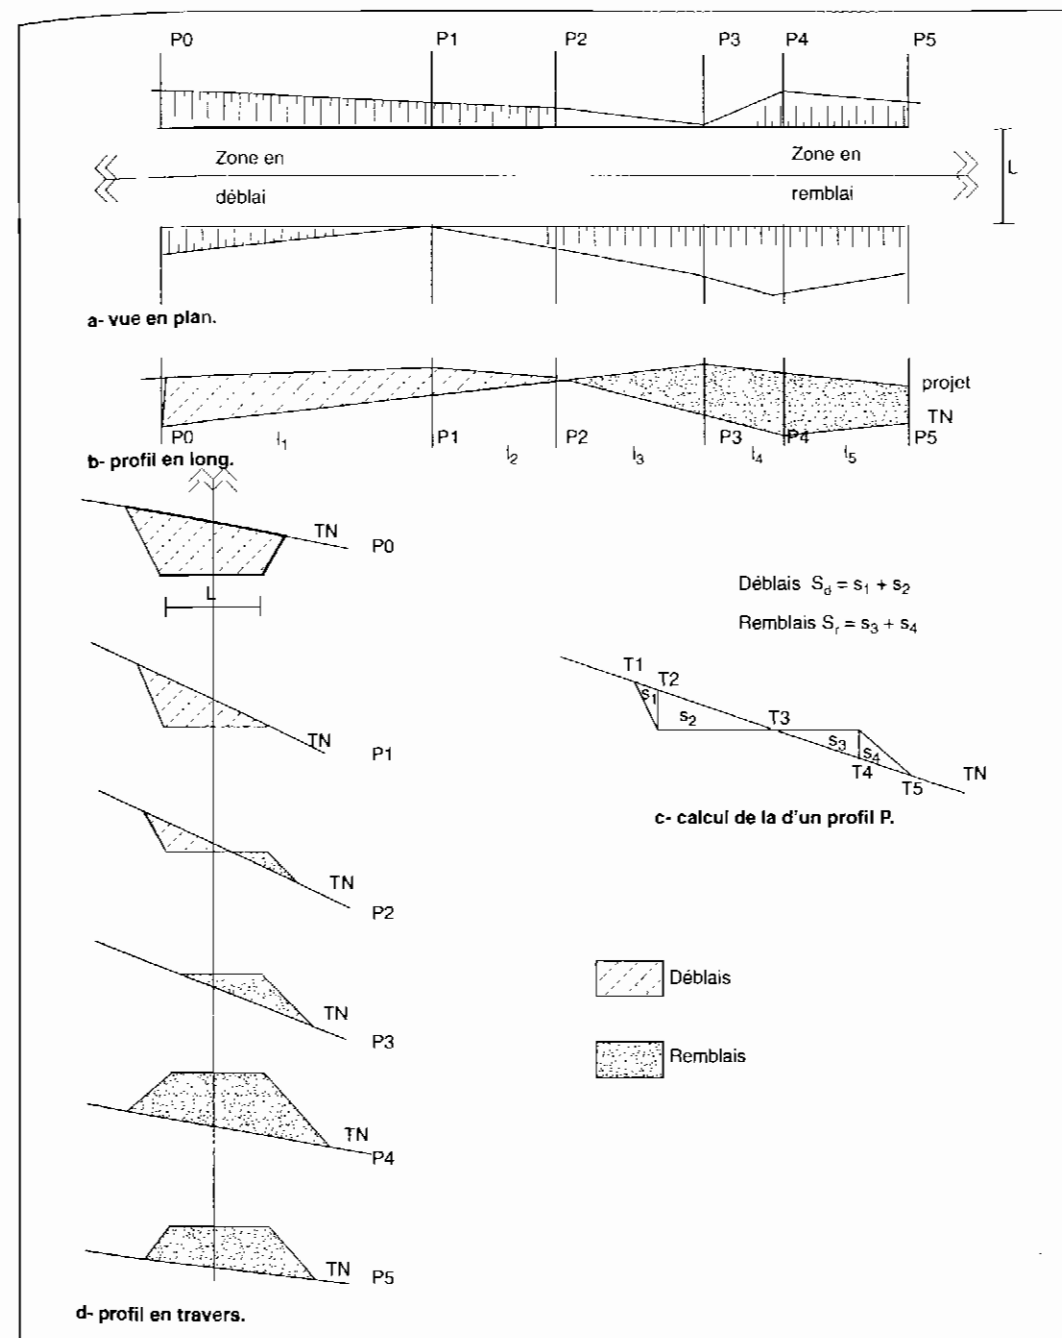 P0 P1 P2 P3 P4 P5
Zone en
déblai
Zone en
remblai
L
a- vue en plan.
projet
TN
P0 l₁ P1 l₂ P2 l₃ P3 l₄ P4 l₅ P5
b- profil en long.
TN
P0
L
Déblais S_d = s₁ + s₂
Remblais S_r = s₃ + s₄
TN
P1
T1
T2
s₁
s₂
T3
s₃
s₄
T4
T5
TN
c- calcul de la d'un profil P.
TN
P2
TN
P3
Déblais
Remblais
TN
P4
TN
P5
d- profil en travers.